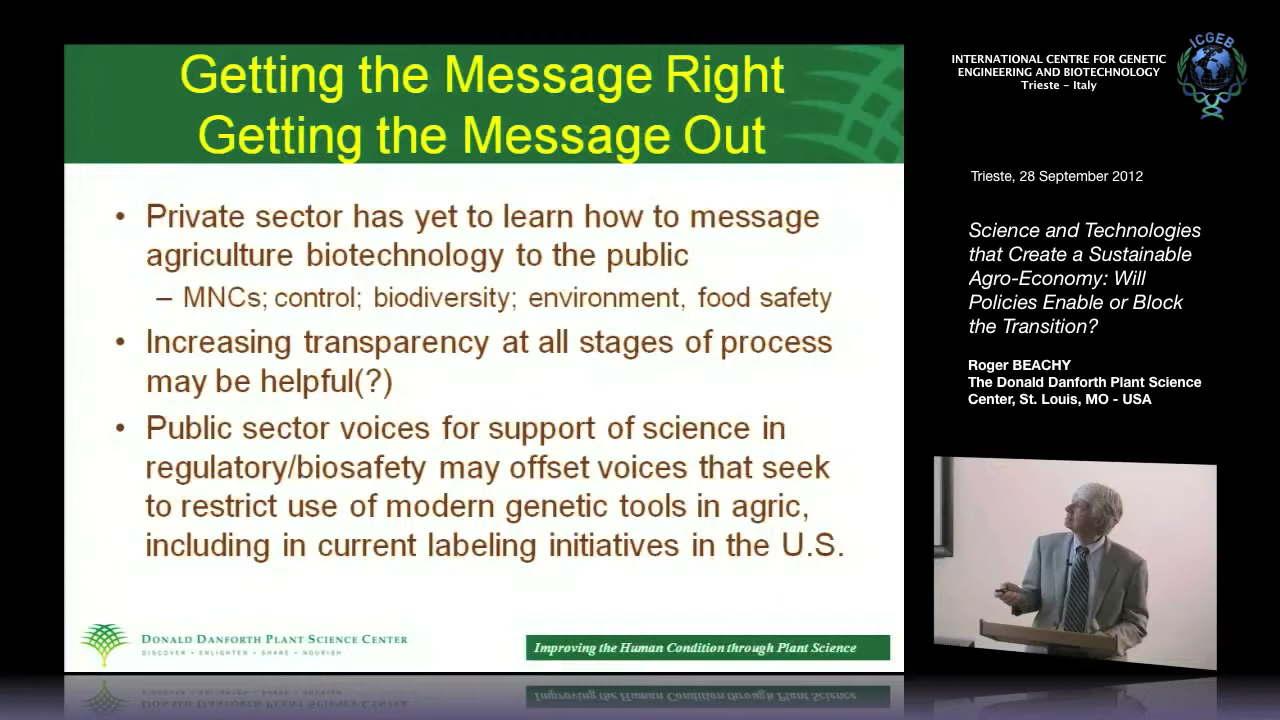 Getting the Message Right
Getting the Message Out
• Private sector has yet to learn how to message
agriculture biotechnology to the public
– MNCs; control; biodiversity; environment, food safety
• Increasing transparency at all stages of process
may be helpful(?)
• Public sector voices for support of science in
regulatory/biosafety may offset voices that seek
to restrict use of modern genetic tools in agric,
including in current labeling initiatives in the U.S.
DONALD DANFORTH PLANT SCIENCE CENTER
DISCOVER • ENLIGHTEN • SHARE • NOURISH
Improving the Human Condition through Plant Science
INTERNATIONAL CENTRE FOR GENETIC
ENGINEERING AND BIOTECHNOLOGY
Trieste – Italy
ICGEB
Trieste, 28 September 2012
Science and Technologies
that Create a Sustainable
Agro-Economy: Will
Policies Enable or Block
the Transition?
Roger BEACHY
The Donald Danforth Plant Science
Center, St. Louis, MO - USA